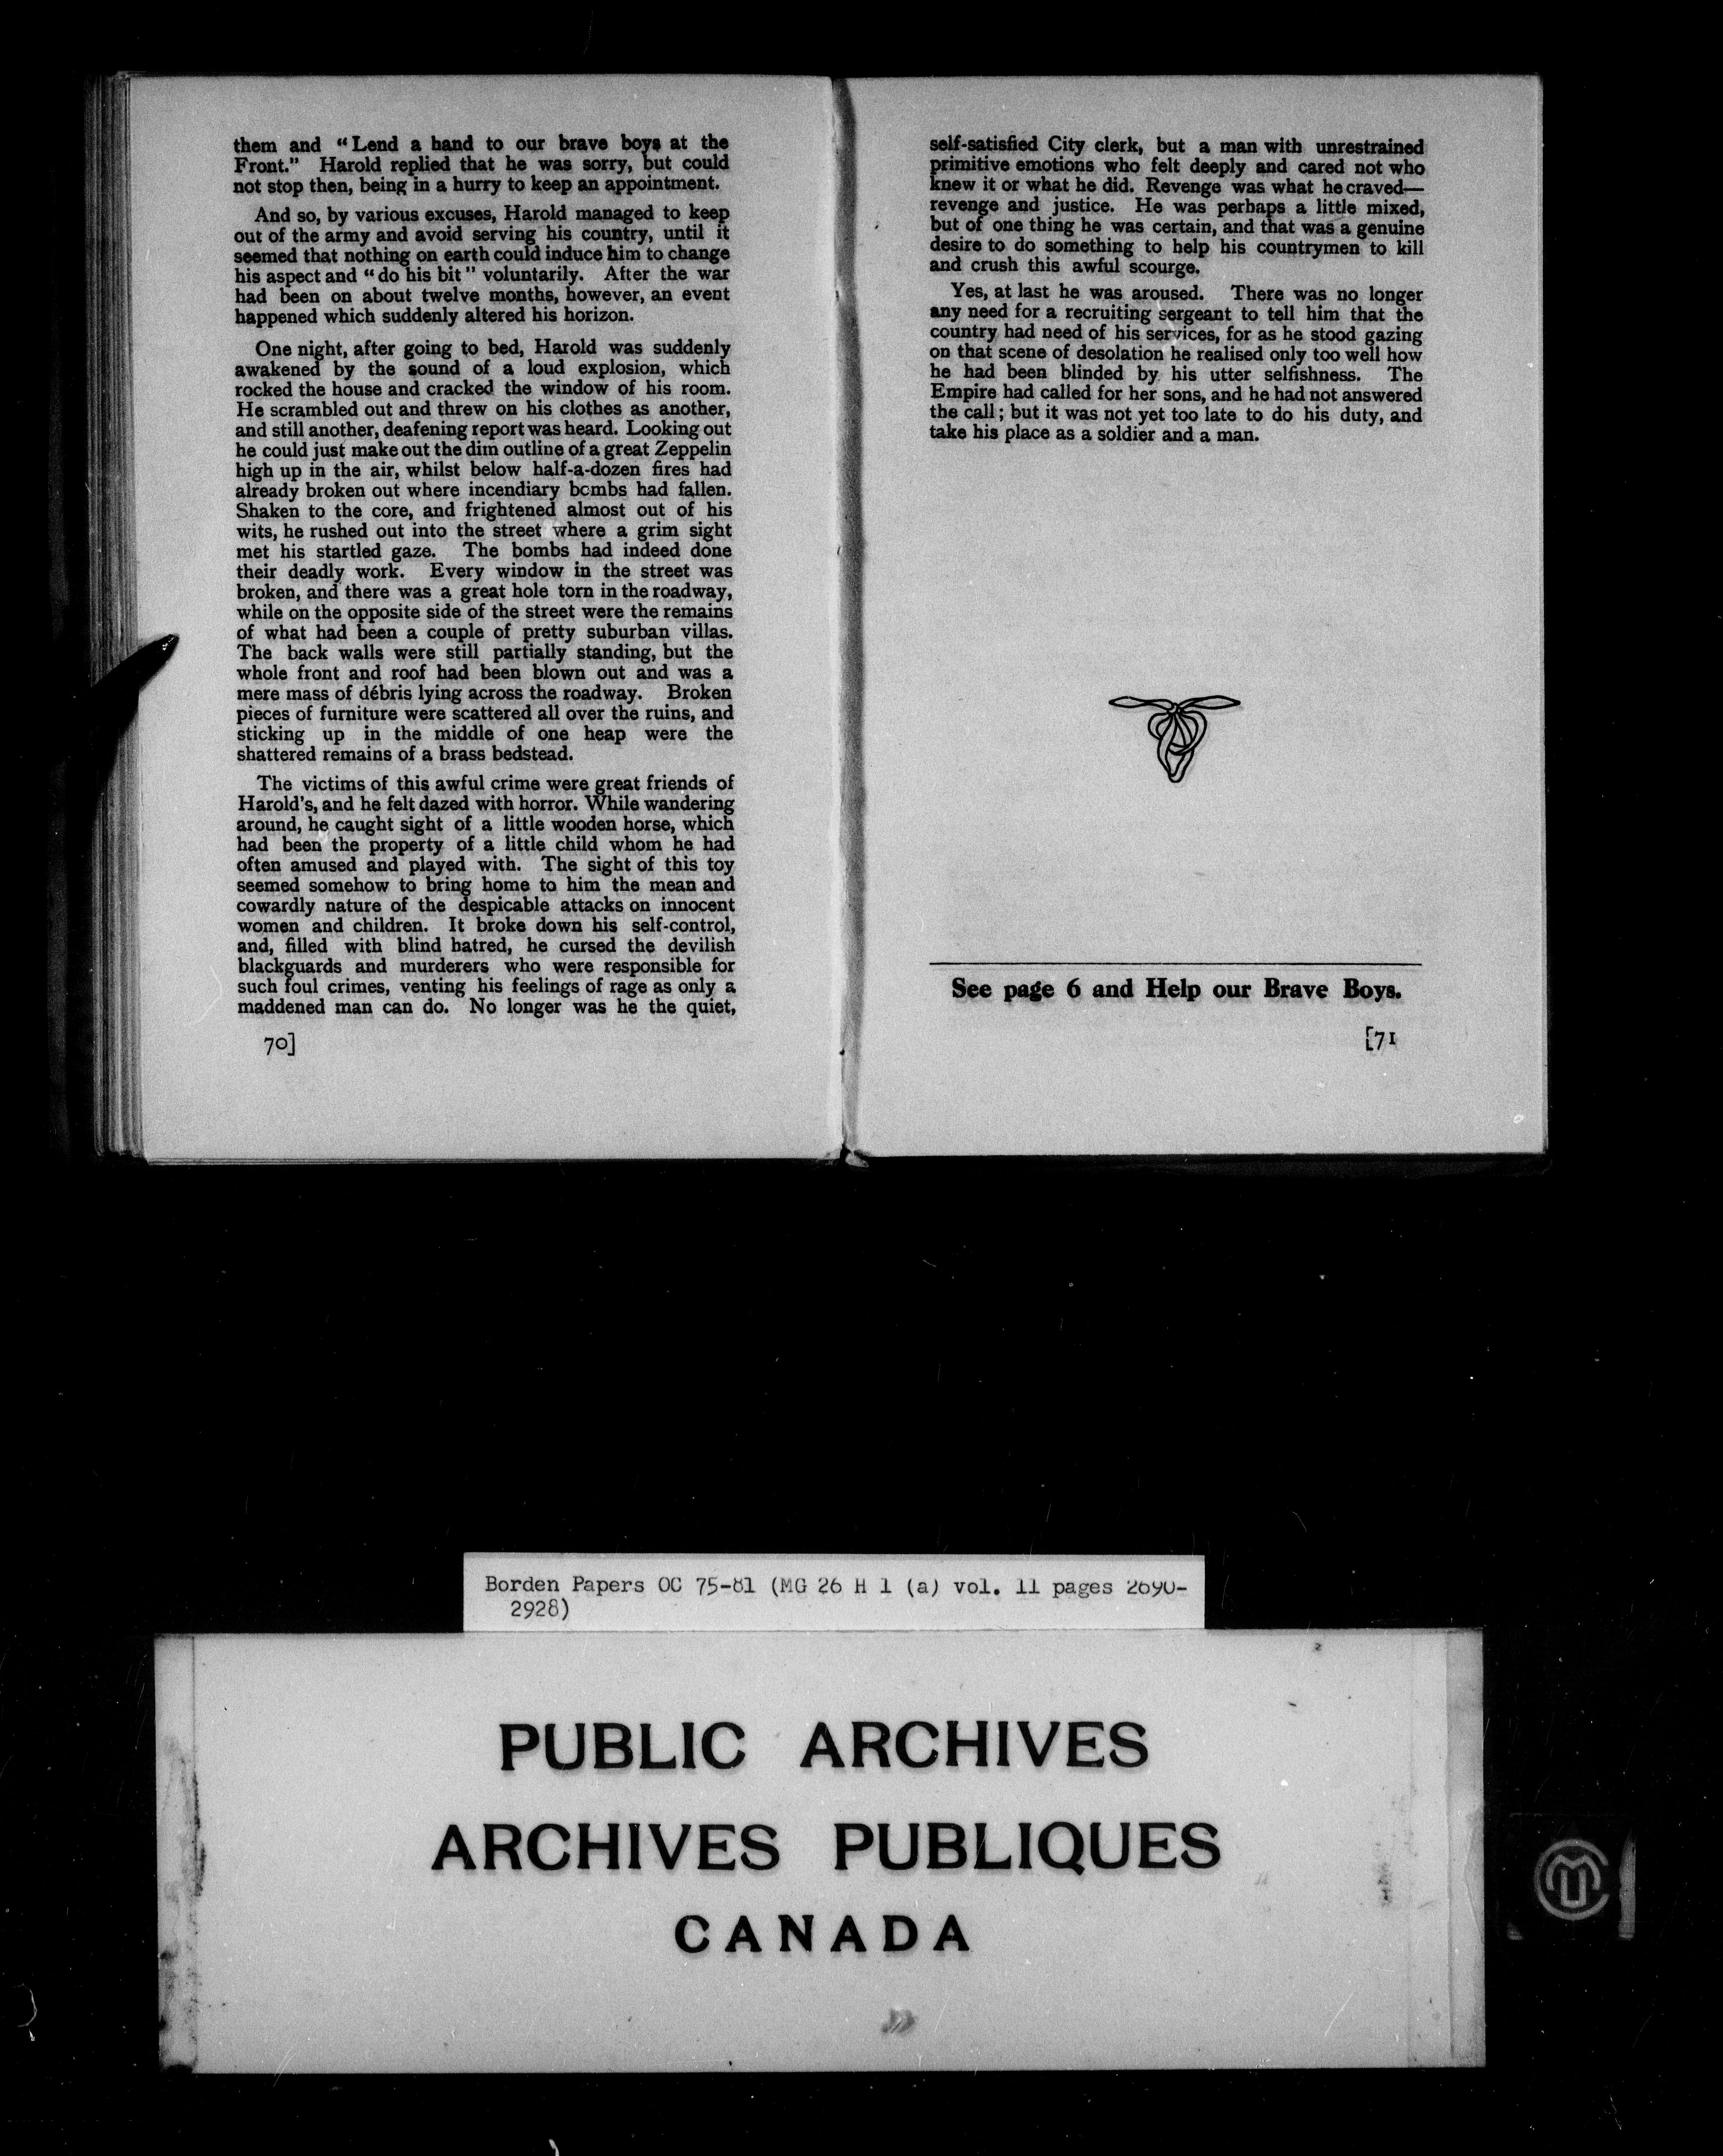 them and “Lend a hand to our brave boys at the
Front.” Harold replied that he was sorry, but could
not stop then, being in a hurry to keep an appointment.
And so, by various excuses, Harold managed to keep
out of the army and avoid serving his country, until it
seemed that nothing on earth could induce him to change
his aspect and “do his bit” voluntarily. After the war
had been on about twelve months, however, an event
happened which suddenly altered his horizon.
One night, after going to bed, Harold was suddenly
awakened by the sound of a loud explosion, which
rocked the house and cracked the window of his room.
He scrambled out and threw on his clothes as another,
and still another, deafening report was heard. Looking out
he could just make out the dim outline of a great Zeppelin
high up in the air, whilst below half-a-dozen fires had
already broken out where incendiary bombs had fallen.
Shaken to the core, and frightened almost out of his
wits, he rushed out into the street where a grim sight
met his startled gaze. The bombs had indeed done
their deadly work. Every window in the street was
broken, and there was a great hole torn in the roadway,
while on the opposite side of the street were the remains
of what had been a couple of pretty suburban villas.
The back walls were still partially standing, but the
whole front and roof had been blown out and was a
mere mass of débris lying across the roadway. Broken
pieces of furniture were scattered all over the ruins, and
sticking up in the middle of one heap were the
shattered remains of a brass bedstead.
The victims of this awful crime were great friends of
Harold's, and he felt dazed with horror. While wandering
around, he caught sight of a little wooden horse, which
had been the property of a little child whom he had
often amused and played with. The sight of this toy
seemed somehow to bring home to him the mean and
cowardly nature of the despicable attacks on innocent
women and children. It broke down his self-control,
and, filled with blind hatred, he cursed the devilish
blackguards and murderers who were responsible for
such foul crimes, venting his feelings of rage as only a
maddened man can do. No longer was he the quiet,
70]
self-satisfied City clerk, but a man with unrestrained
primitive emotions who felt deeply and cared not who
knew it or what he did. Revenge was what he craved—
revenge and justice. He was perhaps a little mixed,
but of one thing he was certain, and that was a genuine
desire to do something to help his countrymen to kill
and crush this awful scourge.
Yes, at last he was aroused. There was no longer
any need for a recruiting sergeant to tell him that the
country had need of his services, for as he stood gazing
on that scene of desolation he realised only too well how
he had been blinded by his utter selfishness. The
Empire had called for her sons, and he had not answered
the call; but it was not yet too late to do his duty, and
take his place as a soldier and a man.
See page 6 and Help our Brave Boys.
[71
Borden Papers OC 75-81 (MG 26 H 1 (a) vol. 11 pages 2690-
2928)
PUBLIC ARCHIVES
ARCHIVES PUBLIQUES
CANADA